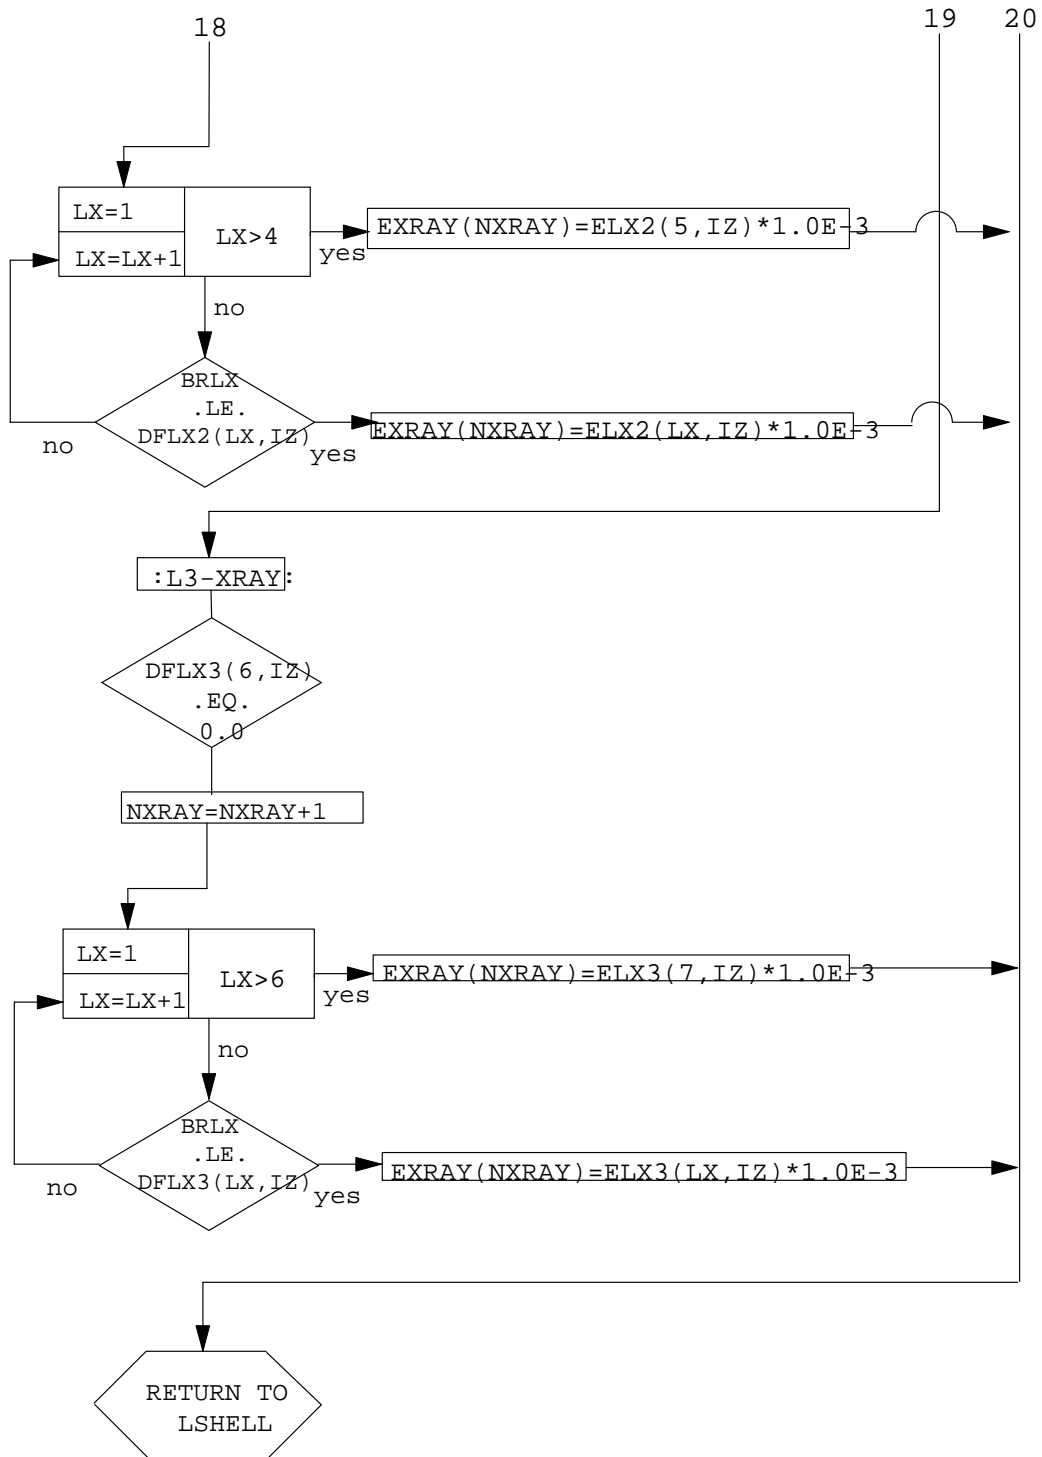 18
19
20
LX=1
LX=LX+1
LX>4
yes
EXRAY(NXRAY)=ELX2(5,IZ)*1.0E-3
no
BRLX
.LE.
DFLX2(LX,IZ)
no
yes
EXRAY(NXRAY)=ELX2(LX,IZ)*1.0E-3
:L3-XRAY:
DFLX3(6,IZ)
.EQ.
0.0
NXRAY=NXRAY+1
LX=1
LX=LX+1
LX>6
yes
EXRAY(NXRAY)=ELX3(7,IZ)*1.0E-3
no
BRLX
.LE.
DFLX3(LX,IZ)
no
yes
EXRAY(NXRAY)=ELX3(LX,IZ)*1.0E-3
RETURN TO
LSHELL